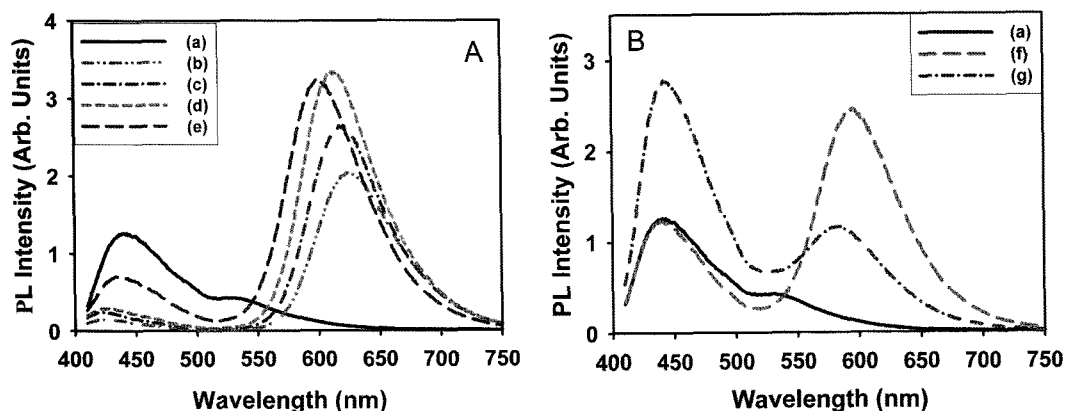 A
(a)
(b)
(c)
(d)
(e)
PL Intensity (Arb. Units)
4
3
2
1
0
400 450 500 550 600 650 700 750
Wavelength (nm)
B
(a)
(f)
(g)
PL Intensity (Arb. Units)
3
2
1
0
400 450 500 550 600 650 700 750
Wavelength (nm)